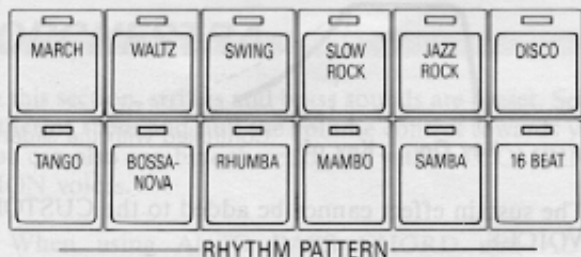 MARCH WALTZ SWING SLOW ROCK JAZZ ROCK DISCO
TANGO BOSSA-NOVA RHUMBA MAMBO SAMBA 16 BEAT
RHYTHM PATTERN